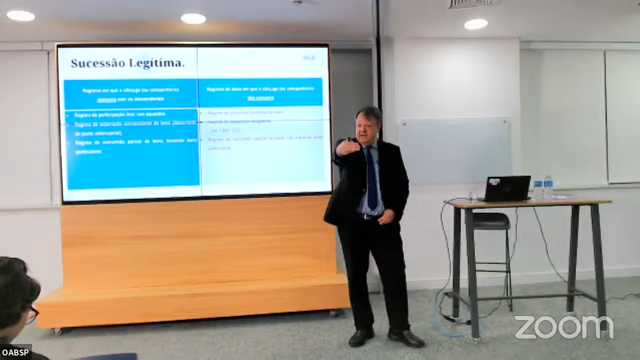 Sucessão Legítima.
Regimes em que o cônjuge (ou companheiro)
concorre com os descendentes
Regimes de bens em que o cônjuge (ou companheiro)
não concorre
Regime da participação final nos aquestos.
Regime da separação convencional de bens
Regime da comunhão parcial de bens, havendo bens
particulares.
Regime da comunhão universal de bens.
Regime da separação obrigatória
Regime da comunhão parcial de bens, não havendo bens
particulares.
OABSP
zoom